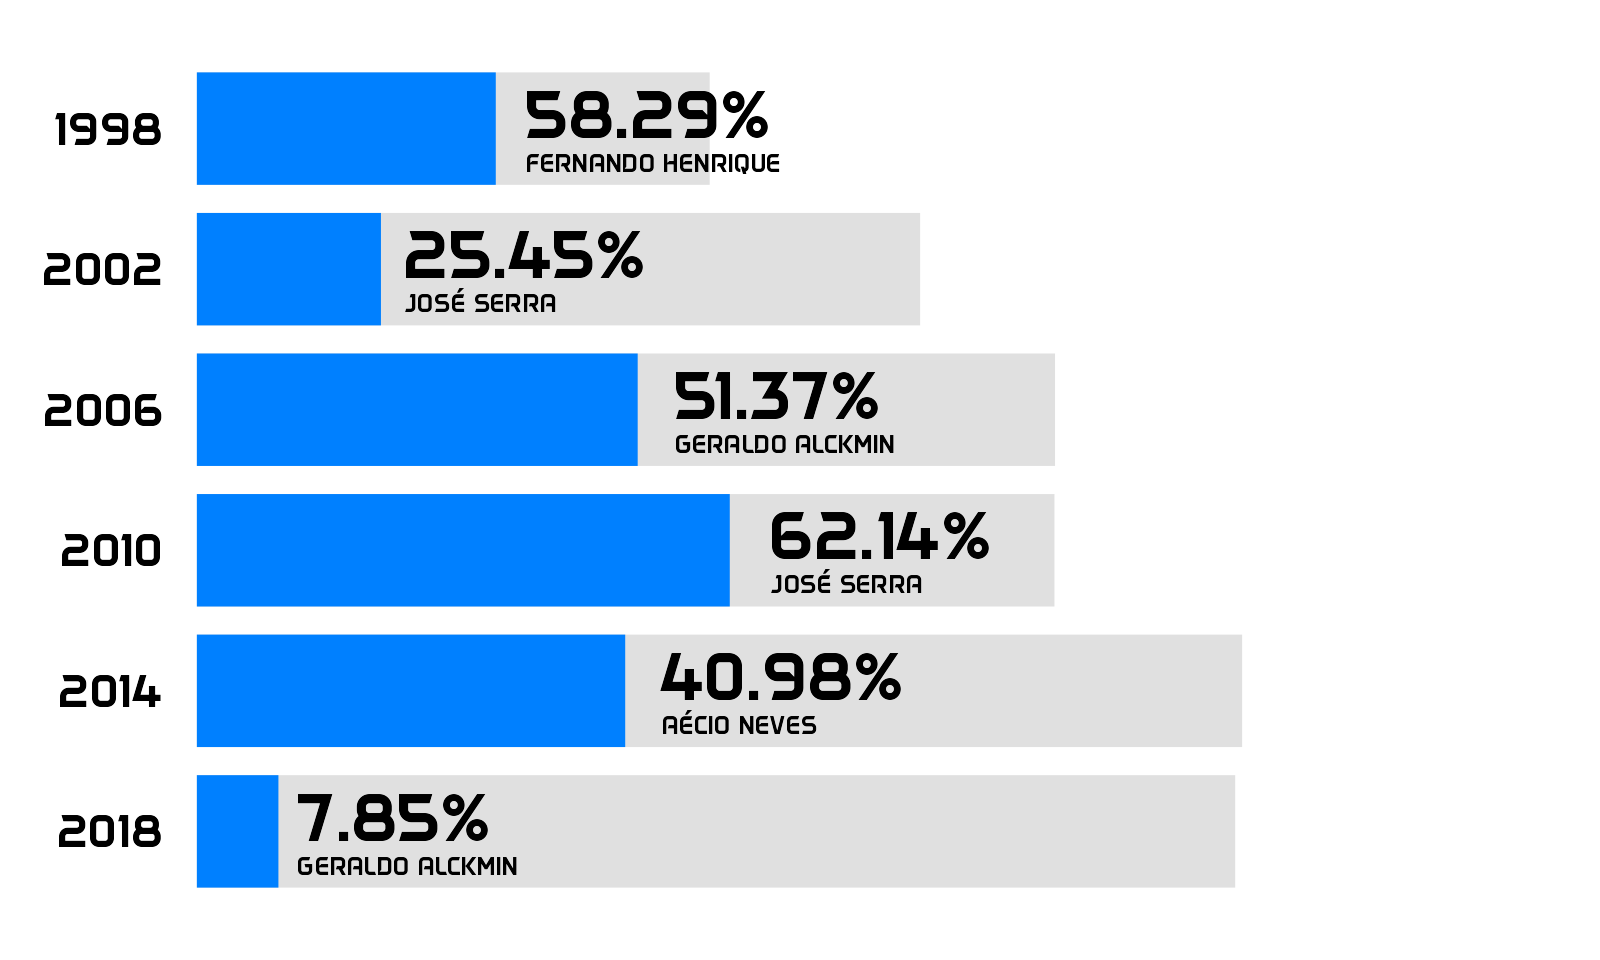 1998
58.29%
FERNANDO HENRIQUE
2002
25.45%
JOSÉ SERRA
2006
51.37%
GERALDO ALCKMIN
2010
62.14%
JOSÉ SERRA
2014
40.98%
AÉCIO NEVES
2018
7.85%
GERALDO ALCKMIN